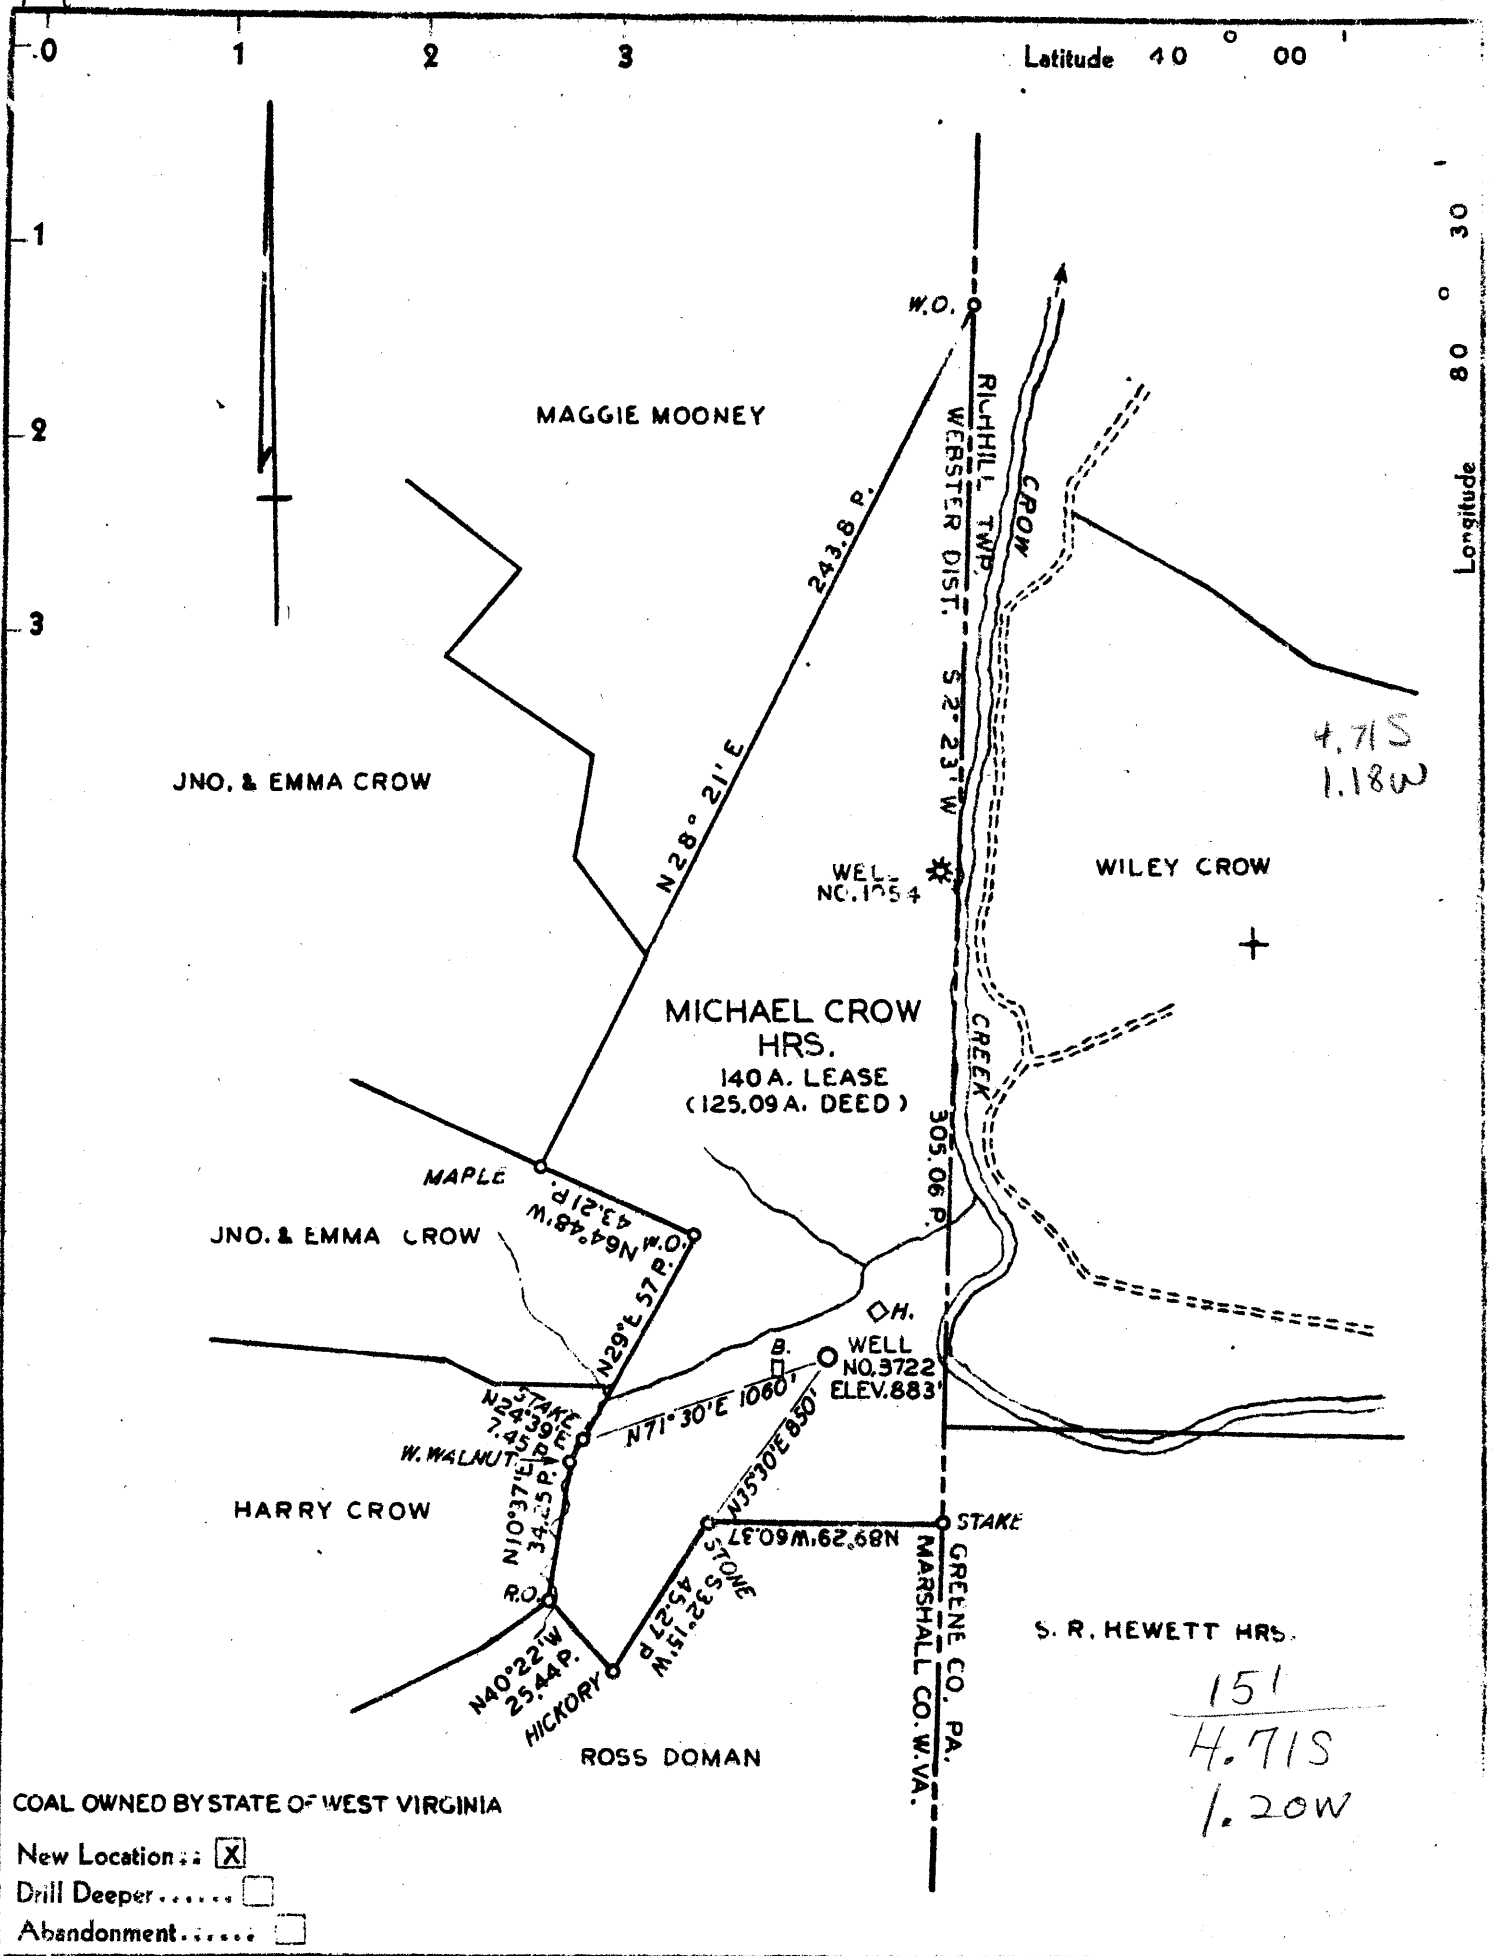 .0 1 2 3 Latitude 40 ° 00 '
1
2
3
Longitude 80 ° 30 '
W.O.
MAGGIE MOONEY
RICHHILL TWP.
WEBSTER DIST. S 2° 23' W
CROW
243.8 P.
N28° 21' E
JNO. & EMMA CROW
4.71S
1.18W
WELL
WILEY CROW
MICHAEL CROW
HRS.
140 A. LEASE
(125.09 A. DEED)
CREEK
305.06 P.
MAPLE
N64°48'W
43.21 P.
JNO. & EMMA CROW
W.O.
N29°E 57 P.
H.
B.
WELL
NO.3722
ELEV.883'
STAKE
N24°39'E
7.45 P.
N71°30'E 1060'
N35°30'E 850'
W.WALNUT
N10°37'E
34.25 P.
HARRY CROW
N89°29'W60.37
STAKE
STONE
S32°15'W
45.27 P
R.O.
N40°22'W
25.44 P.
HICKORY
GREENE CO. PA.
MARSHALL CO. W.VA.
S. R. HEWETT HRS.
151
4.71S
1.20W
ROSS DOMAN
COAL OWNED BY STATE OF WEST VIRGINIA
New Location.. X
Drill Deeper......
Abandonment......